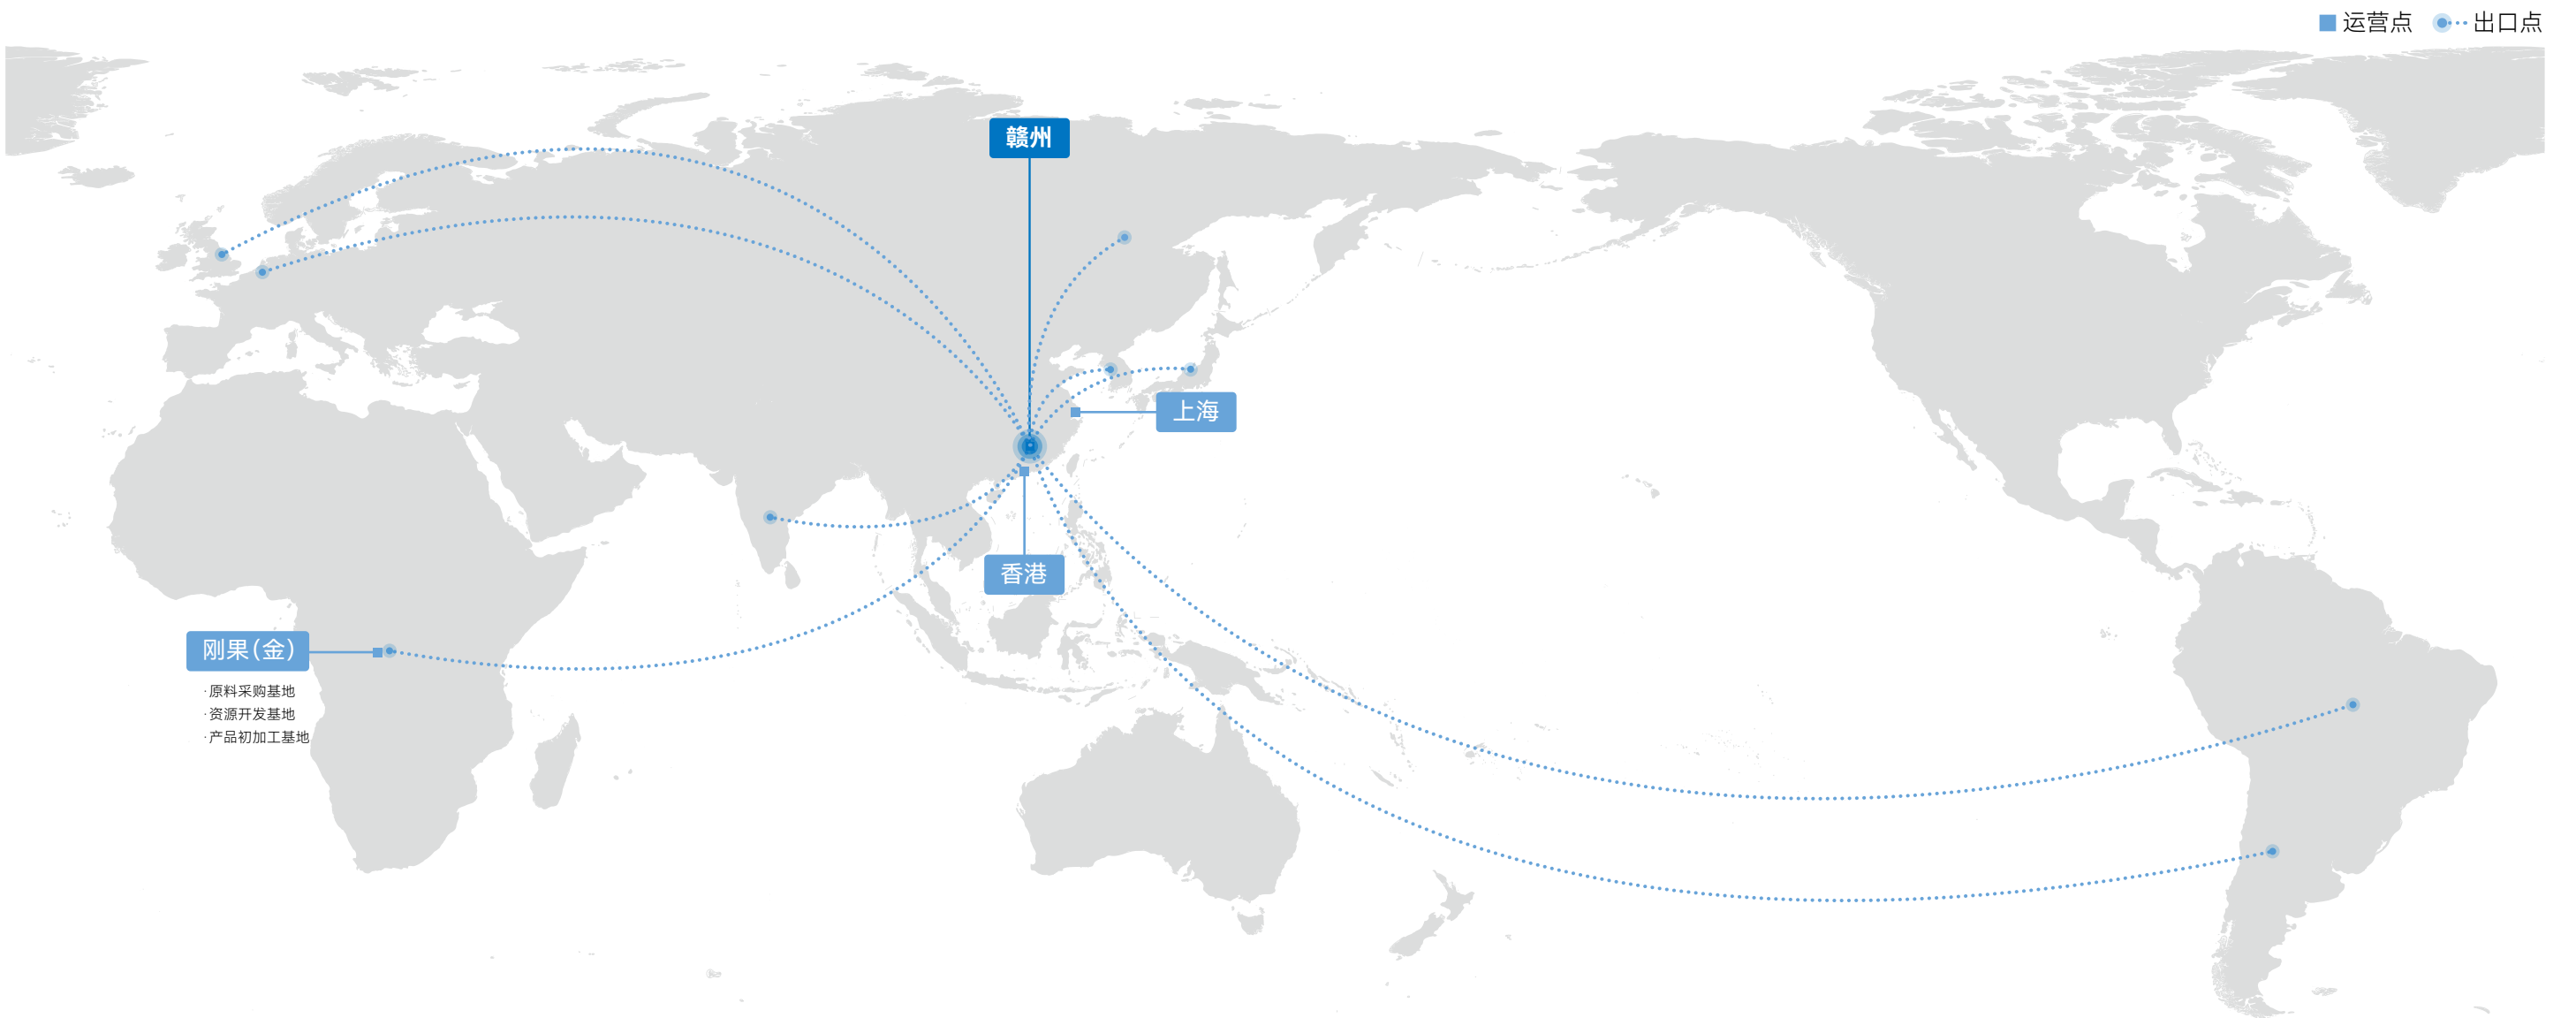 运营点
出口点
赣州
上海
香港
刚果(金)
·原料采购基地
·资源开发基地
·产品初加工基地